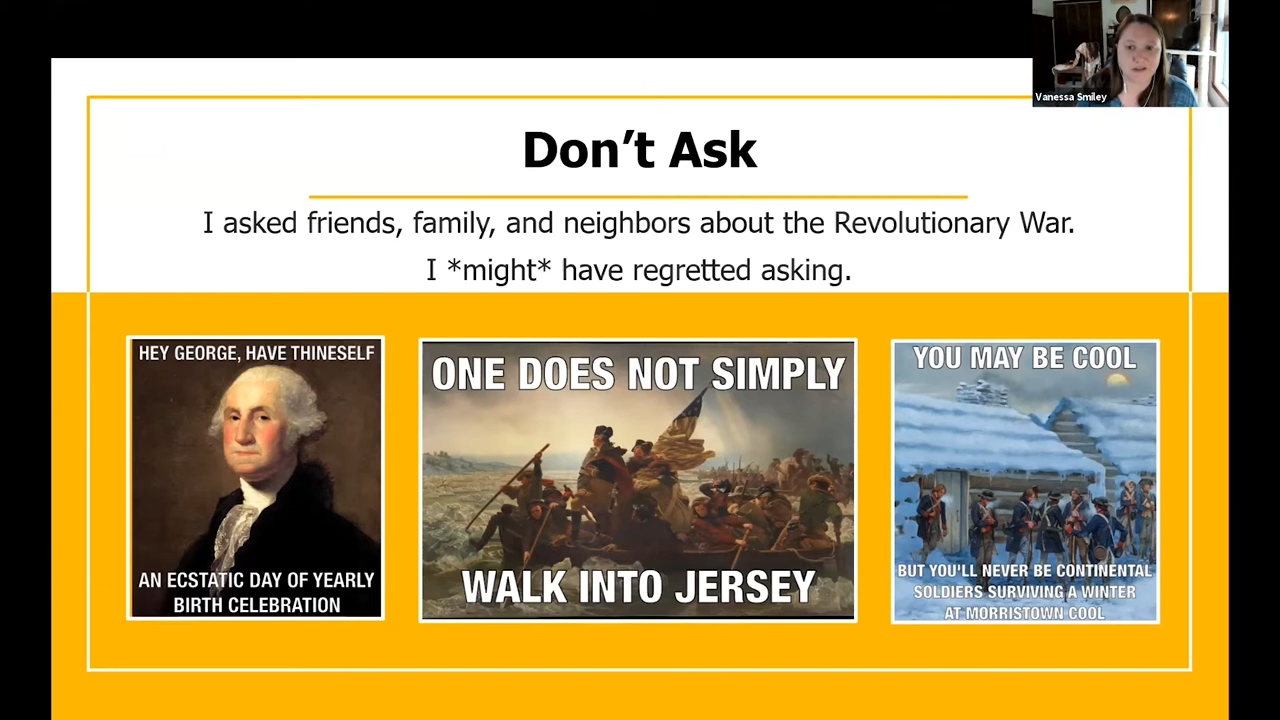 Vanessa Smiley
Don’t Ask
I asked friends, family, and neighbors about the Revolutionary War.
I *might* have regretted asking.
HEY GEORGE, HAVE THINESELF
AN ECSTATIC DAY OF YEARLY
BIRTH CELEBRATION
ONE DOES NOT SIMPLY
WALK INTO JERSEY
YOU MAY BE COOL
BUT YOU'LL NEVER BE CONTINENTAL
SOLDIERS SURVIVING A WINTER
AT MORRISTOWN COOL